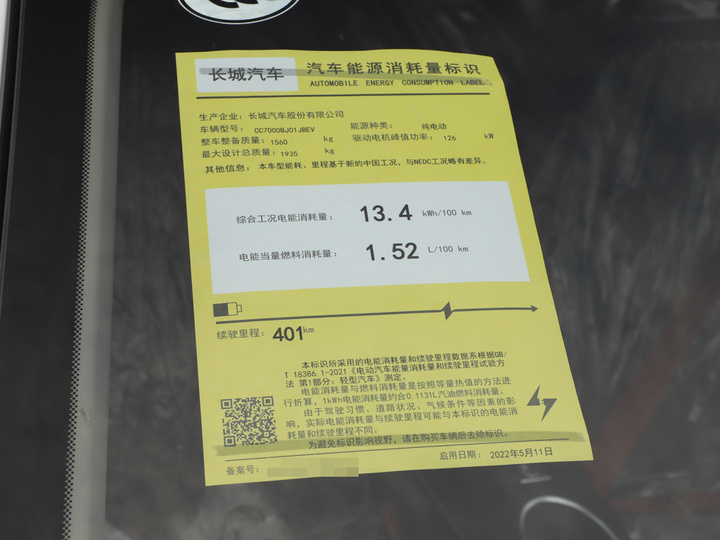 长城汽车 汽车能源消耗量标识
AUTOMOBILE ENERGY CONSUMPTION LABEL
生产企业: 长城汽车股份有限公司
车辆型号: CC7000BJ01JBEV 能源种类: 纯电动
整车整备质量: 1560 kg 驱动电机峰值功率: 126 kW
最大设计总质量: 1935 kg
其他信息: 本车型能耗、里程基于新的中国工况, 与NEDC工况略有差异.
综合工况电能消耗量: 13.4 kWh/100 km
电能当量燃料消耗量: 1.52 L/100 km
续驶里程: 401km
本标识所采用的电能消耗量和续驶里程数据系根据GB/
T 18386.1-2021《电动汽车能量消耗量和续驶里程试验方
法 第1部分: 轻型汽车》测定。
电能消耗量与燃料消耗量是按照等量热值的方法进
行折算, 1kWh电能消耗量约合0.1131L汽油燃料消耗量。
由于驾驶习惯、道路状况、气候条件等因素的影
响, 实际电能消耗量与续驶里程可能与本标识的电能消
耗量和续驶里程不同。
为避免标识影响视野, 请在购买车辆后去除标识.
备案号: 启用日期: 2022年5月11日